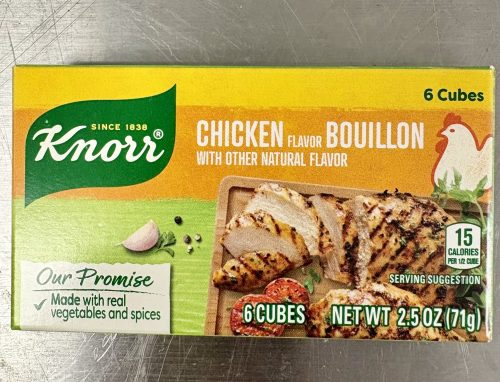 6 Cubes
SINCE 1838
Knorr®
CHICKEN FLAVOR BOUILLON
WITH OTHER NATURAL FLAVOR
15
CALORIES
PER 1/2 CUBE
SERVING SUGGESTION
Our Promise
Made with real
vegetables and spices
6 CUBES NET WT 2.5 OZ (71g)